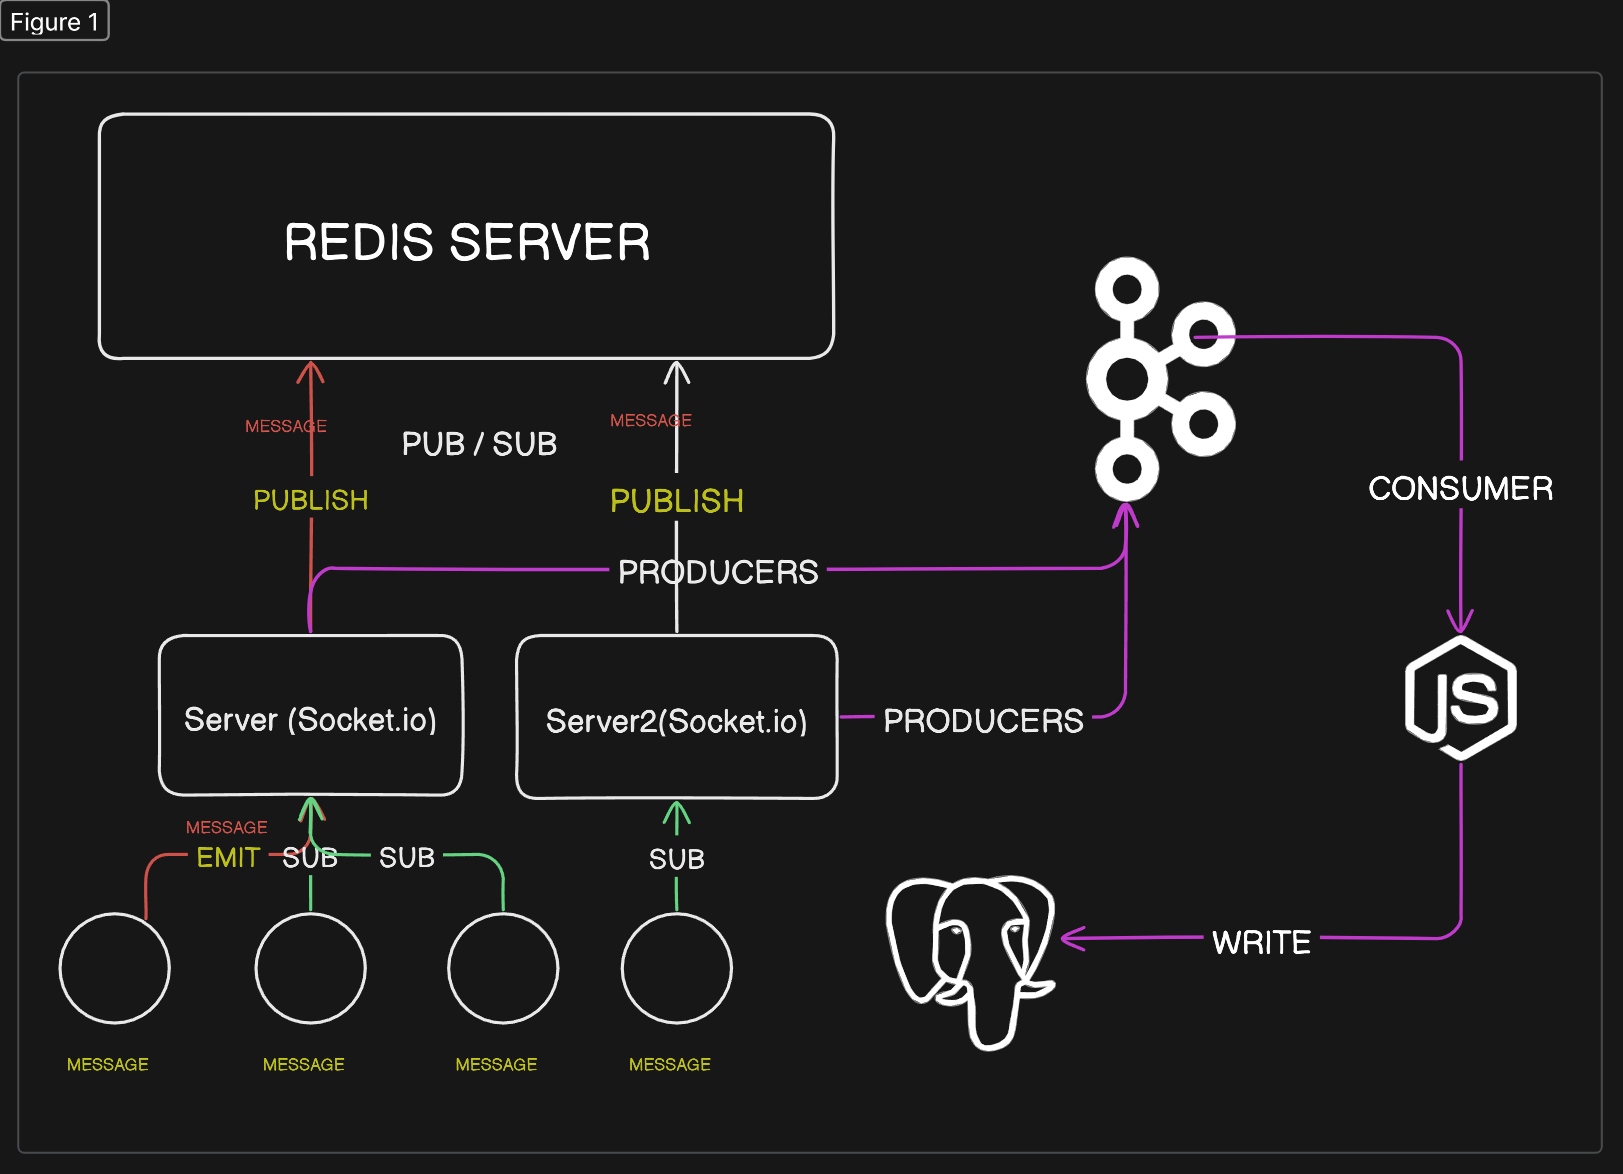 Figure 1
REDIS SERVER
MESSAGE
MESSAGE
PUB / SUB
PUBLISH
PUBLISH
CONSUMER
PRODUCERS
Server (Socket.io)
Server2(Socket.io)
PRODUCERS
JS
MESSAGE
EMIT
SUB
SUB
SUB
WRITE
MESSAGE
MESSAGE
MESSAGE
MESSAGE